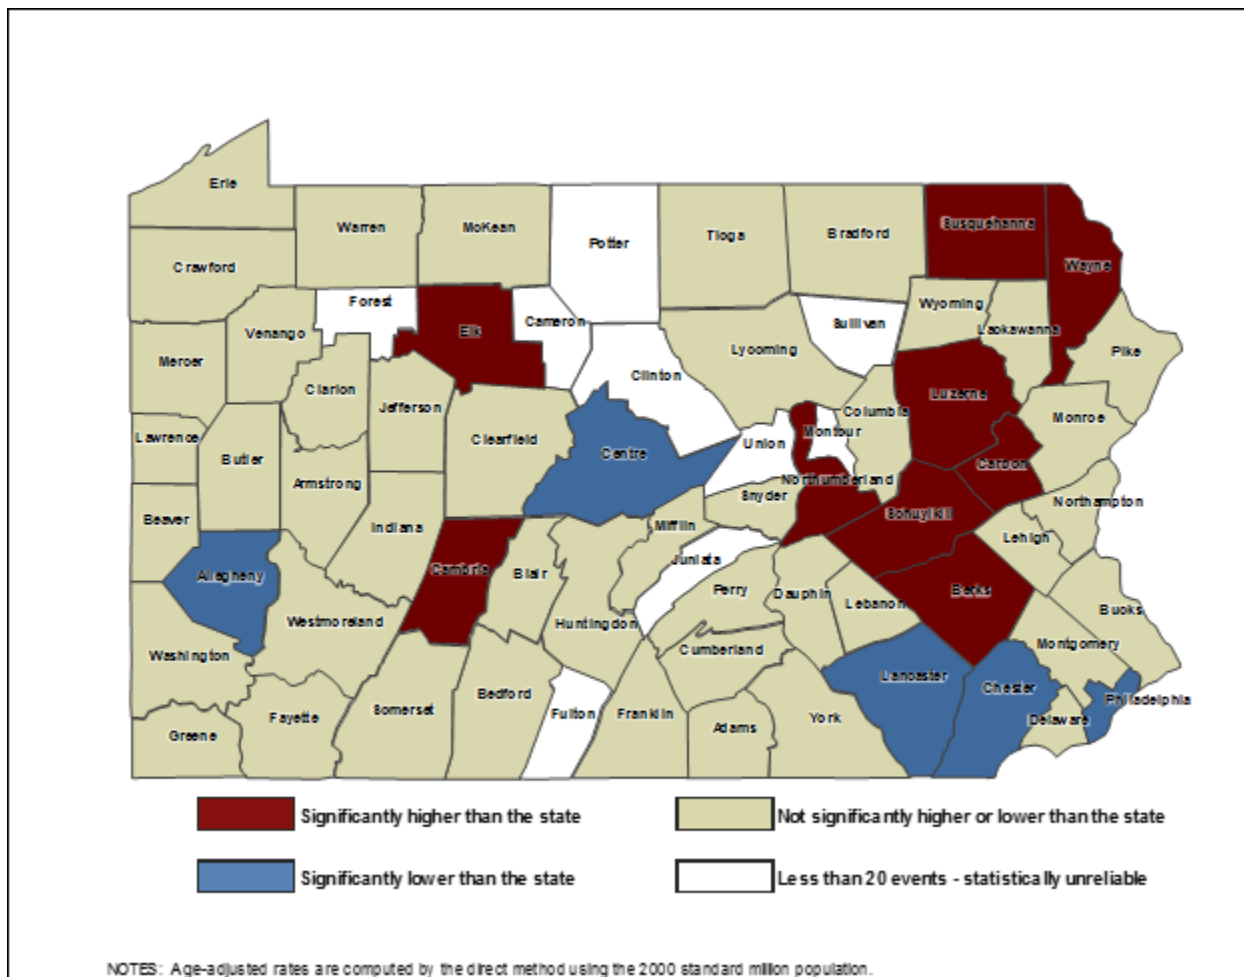 Erie
Warren
McKean
Potter
Tioga
Bradford
Susquehanna
Wayne
Crawford
Forest
Elk
Cameron
Sullivan
Wyoming
Lackawanna
Pike
Mercer
Venango
Clarion
Jefferson
Clinton
Lycoming
Columbia
Luzerne
Monroe
Lawrence
Butler
Armstrong
Clearfield
Centre
Union
Montour
Northumberland
Carbon
Beaver
Indiana
Mifflin
Snyder
Schuylkill
Northampton
Lehigh
Allegheny
Cambria
Blair
Juniata
Perry
Dauphin
Lebanon
Berks
Bucks
Westmoreland
Huntingdon
Montgomery
Washington
Cumberland
Lancaster
Chester
Philadelphia
Greene
Fayette
Somerset
Bedford
Fulton
Franklin
Adams
York
Delaware
Significantly higher than the state
Not significantly higher or lower than the state
Significantly lower than the state
Less than 20 events - statistically unreliable
NOTES: Age-adjusted rates are computed by the direct method using the 2000 standard million population.